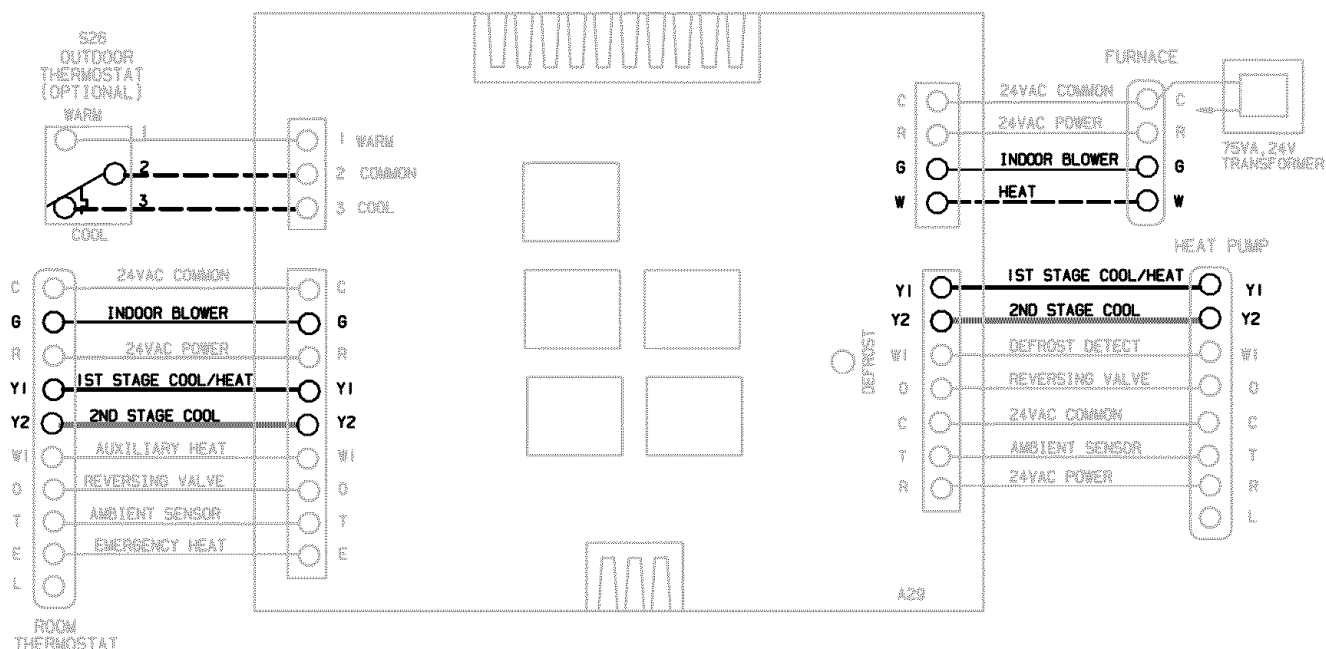 S26
OUTDOOR
THERMOSTAT
(OPTIONAL)
WARM
1
2
3
COOL
1 WARM
2 COMMON
3 COOL
C 24VAC COMMON C
G INDOOR BLOWER G
R 24VAC POWER R
Y1 1ST STAGE COOL/HEAT Y1
Y2 2ND STAGE COOL Y2
W1 AUXILIARY HEAT W1
O REVERSING VALVE O
T AMBIENT SENSOR T
E EMERGENCY HEAT E
L
ROOM
THERMOSTAT
DEFROST
A29
FURNACE
C 24VAC COMMON C
R 24VAC POWER R
G INDOOR BLOWER G
W HEAT W
75VA,24V
TRANSFORMER
HEAT PUMP
Y1 1ST STAGE COOL/HEAT Y1
Y2 2ND STAGE COOL Y2
W1 DEFROST DETECT W1
O REVERSING VALVE O
C 24VAC COMMON C
T AMBIENT SENSOR T
R 24VAC POWER R
L